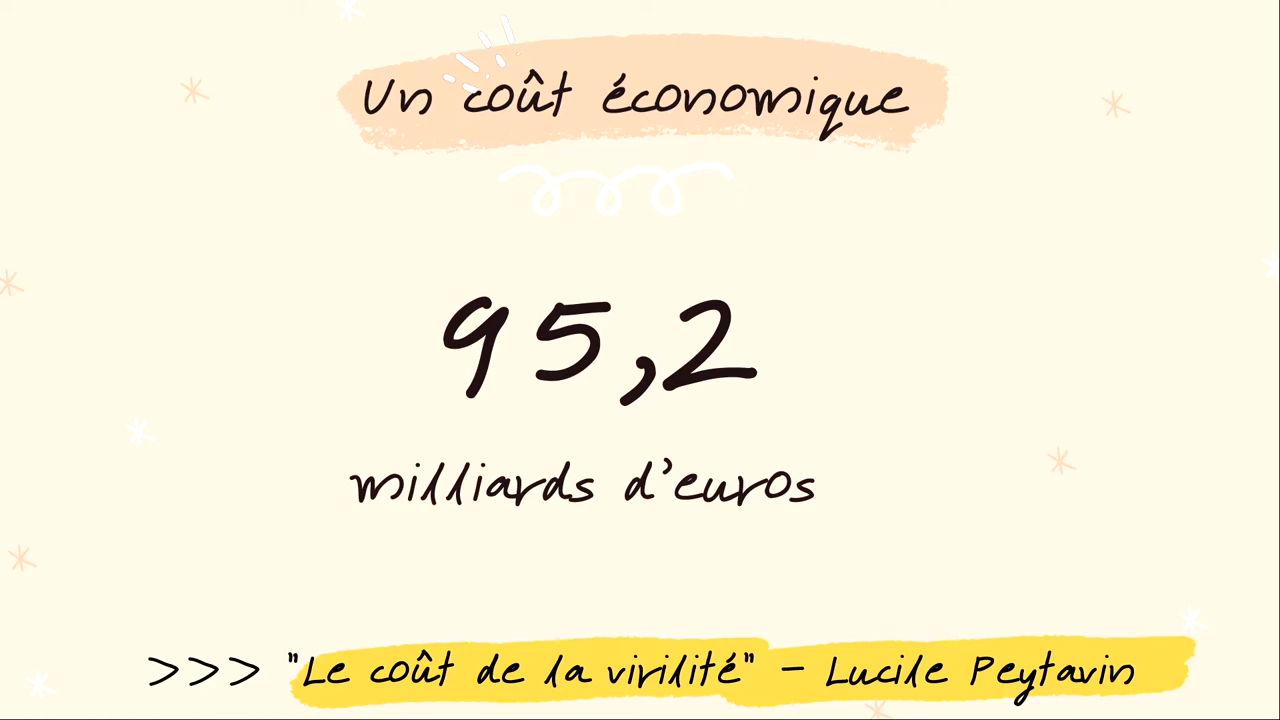 Un coût économique
95,2
milliards d'euros
>>> "Le coût de la virilité" - Lucile Peytavin